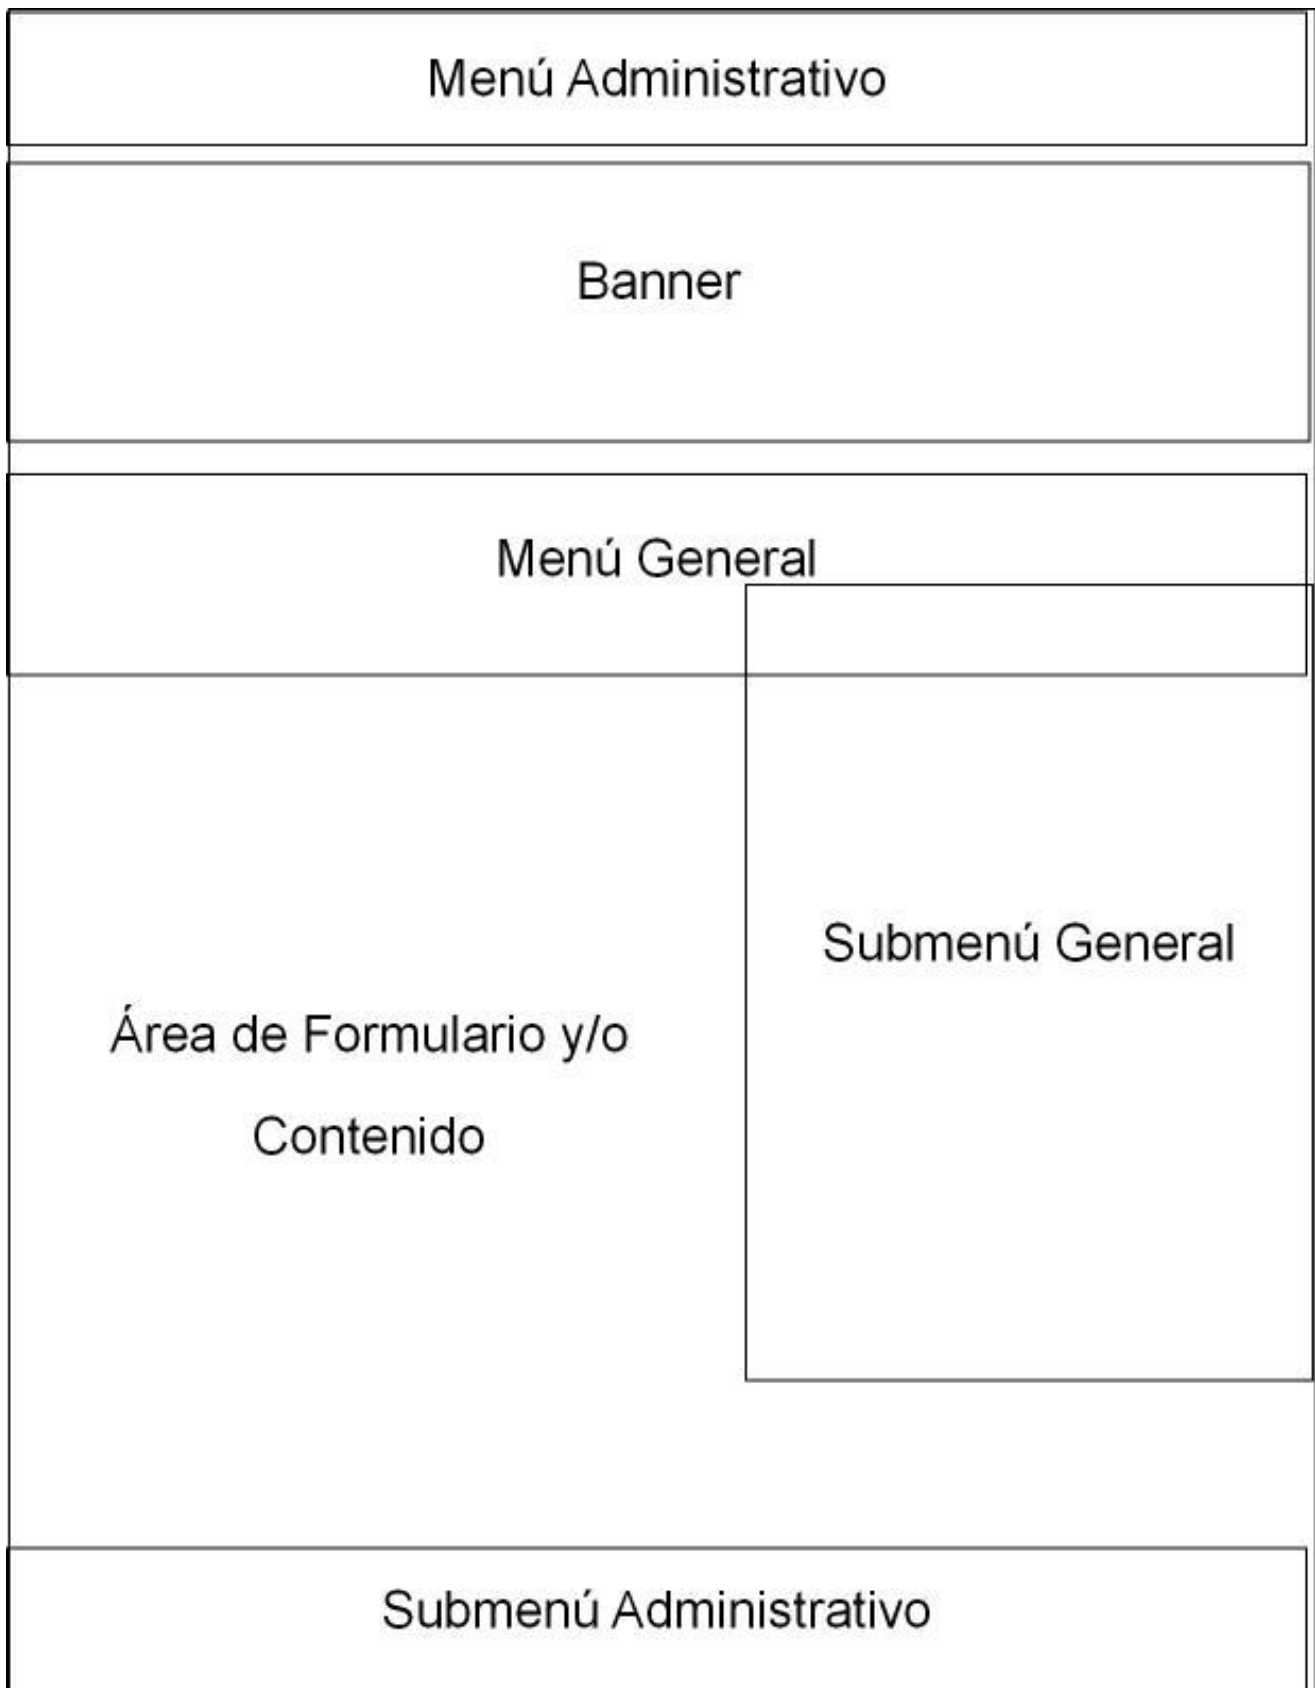 Menú Administrativo
Banner
Menú General
Submenú General
Área de Formulario y/o
Contenido
Submenú Administrativo